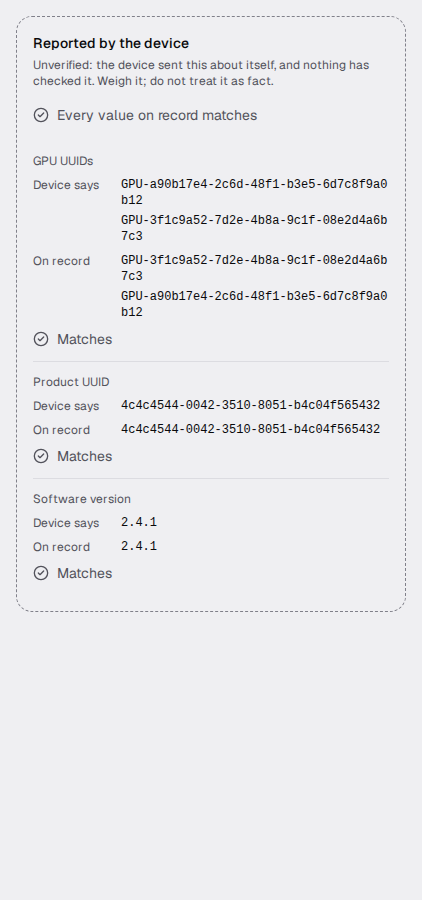 Reported by the device
Unverified: the device sent this about itself, and nothing has
checked it. Weigh it; do not treat it as fact.
Every value on record matches
GPU UUIDs
Device says
GPU-a90b17e4-2c6d-48f1-b3e5-6d7c8f9a0
b12
GPU-3f1c9a52-7d2e-4b8a-9c1f-08e2d4a6b
7c3
On record
GPU-3f1c9a52-7d2e-4b8a-9c1f-08e2d4a6b
7c3
GPU-a90b17e4-2c6d-48f1-b3e5-6d7c8f9a0
b12
Matches
Product UUID
Device says 4c4c4544-0042-3510-8051-b4c04f565432
On record 4c4c4544-0042-3510-8051-b4c04f565432
Matches
Software version
Device says 2.4.1
On record 2.4.1
Matches